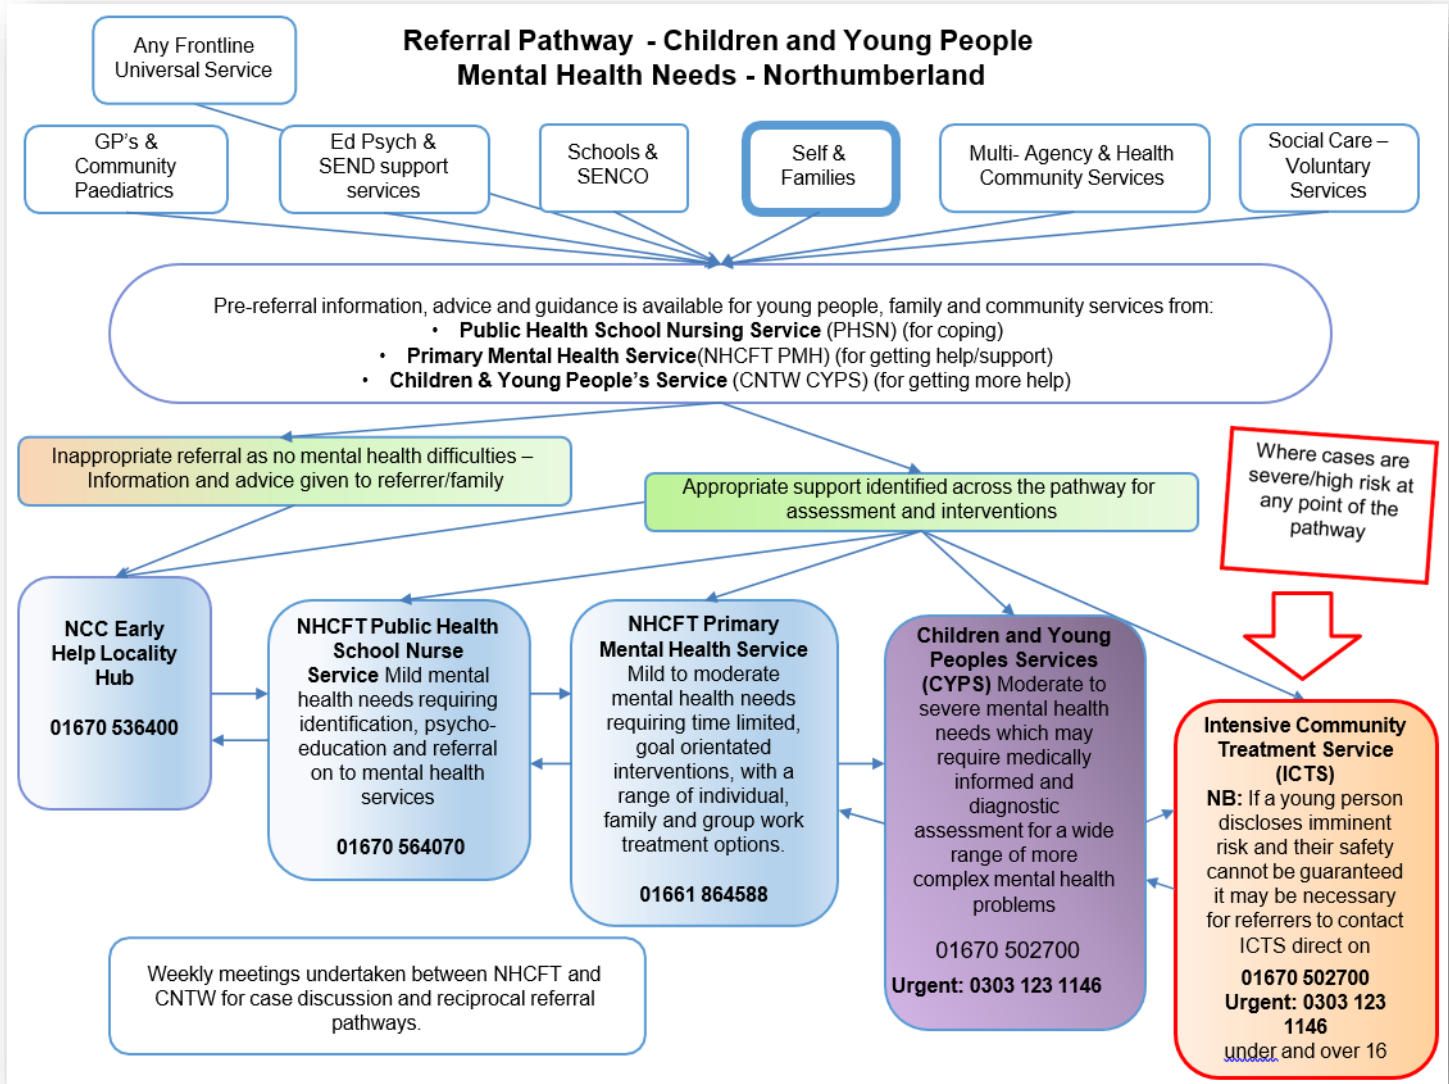 Any Frontline
Universal Service
Referral Pathway  - Children and Young People
Mental Health Needs - Northumberland
GP's &
Community
Paediatrics
Ed Psych &
SEND support
services
Schools &
SENCO
Self &
Families
Multi- Agency & Health
Community Services
Social Care –
Voluntary
Services
Pre-referral information, advice and guidance is available for young people, family and community services from:
• Public Health School Nursing Service (PHSN) (for coping)
• Primary Mental Health Service(NHCFT PMH) (for getting help/support)
• Children & Young People's Service (CNTW CYPS) (for getting more help)
Inappropriate referral as no mental health difficulties –
Information and advice given to referrer/family
Appropriate support identified across the pathway for
assessment and interventions
Where cases are
severe/high risk at
any point of the
pathway
NCC Early
Help Locality
Hub
01670 536400
NHCFT Public Health
School Nurse
Service Mild mental
health needs requiring
identification, psycho-
education and referral
on to mental health
services
01670 564070
NHCFT Primary
Mental Health Service
Mild to moderate
mental health needs
requiring time limited,
goal orientated
interventions, with a
range of individual,
family and group work
treatment options.
01661 864588
Children and Young
Peoples Services
(CYPS) Moderate to
severe mental health
needs which may
require medically
informed and
diagnostic
assessment for a wide
range of more
complex mental health
problems
01670 502700
Urgent: 0303 123 1146
Intensive Community
Treatment Service
(ICTS)
NB: If a young person
discloses imminent
risk and their safety
cannot be guaranteed
it may be necessary
for referrers to contact
ICTS direct on
01670 502700
Urgent: 0303 123
1146
under and over 16
Weekly meetings undertaken between NHCFT and
CNTW for case discussion and reciprocal referral
pathways.